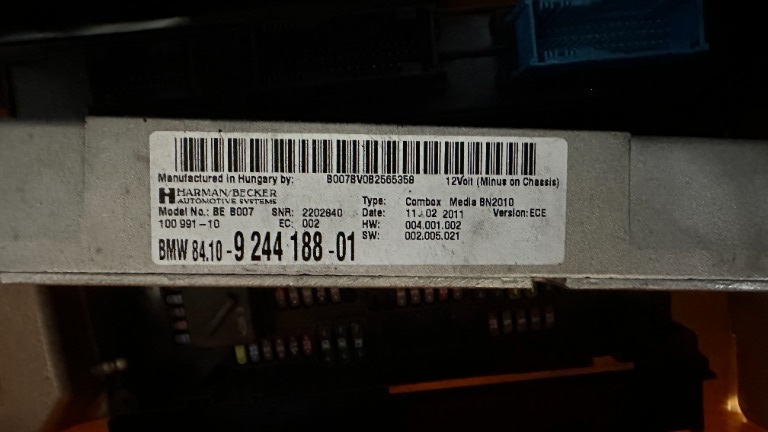 Manufactured in Hungary by: B007BV0B2565358 12Volt (Minus on Chassis)
HARMAN/BECKER
AUTOMOTIVE SYSTEMS
Type: Combox Media BN2010
Model No.: BE B007 SNR: 2202840 Date: 11.02 2011 Version: ECE
100 991-10 EC: 002 HW: 004.001.002
SW: 002.005.021
BMW 84.10-9 244 188-01